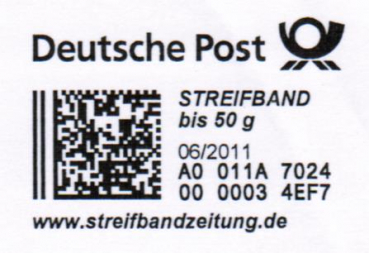 Deutsche Post
STREIFBAND
bis 50 g
06/2011
A0 011A 7024
00 0003 4EF7
www.streifbandzeitung.de